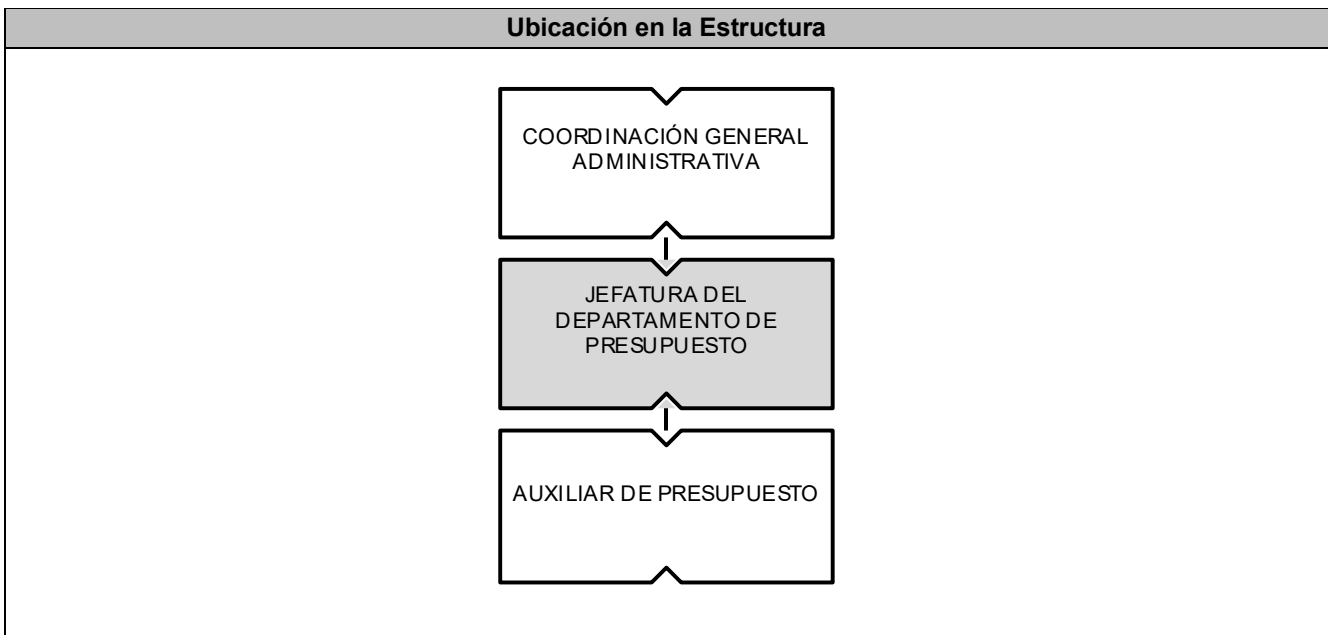 Ubicación en la Estructura
COORDINACIÓN GENERAL
ADMINISTRATIVA
JEFATURA DEL
DEPARTAMENTO DE
PRESUPUESTO
AUXILIAR DE PRESUPUESTO